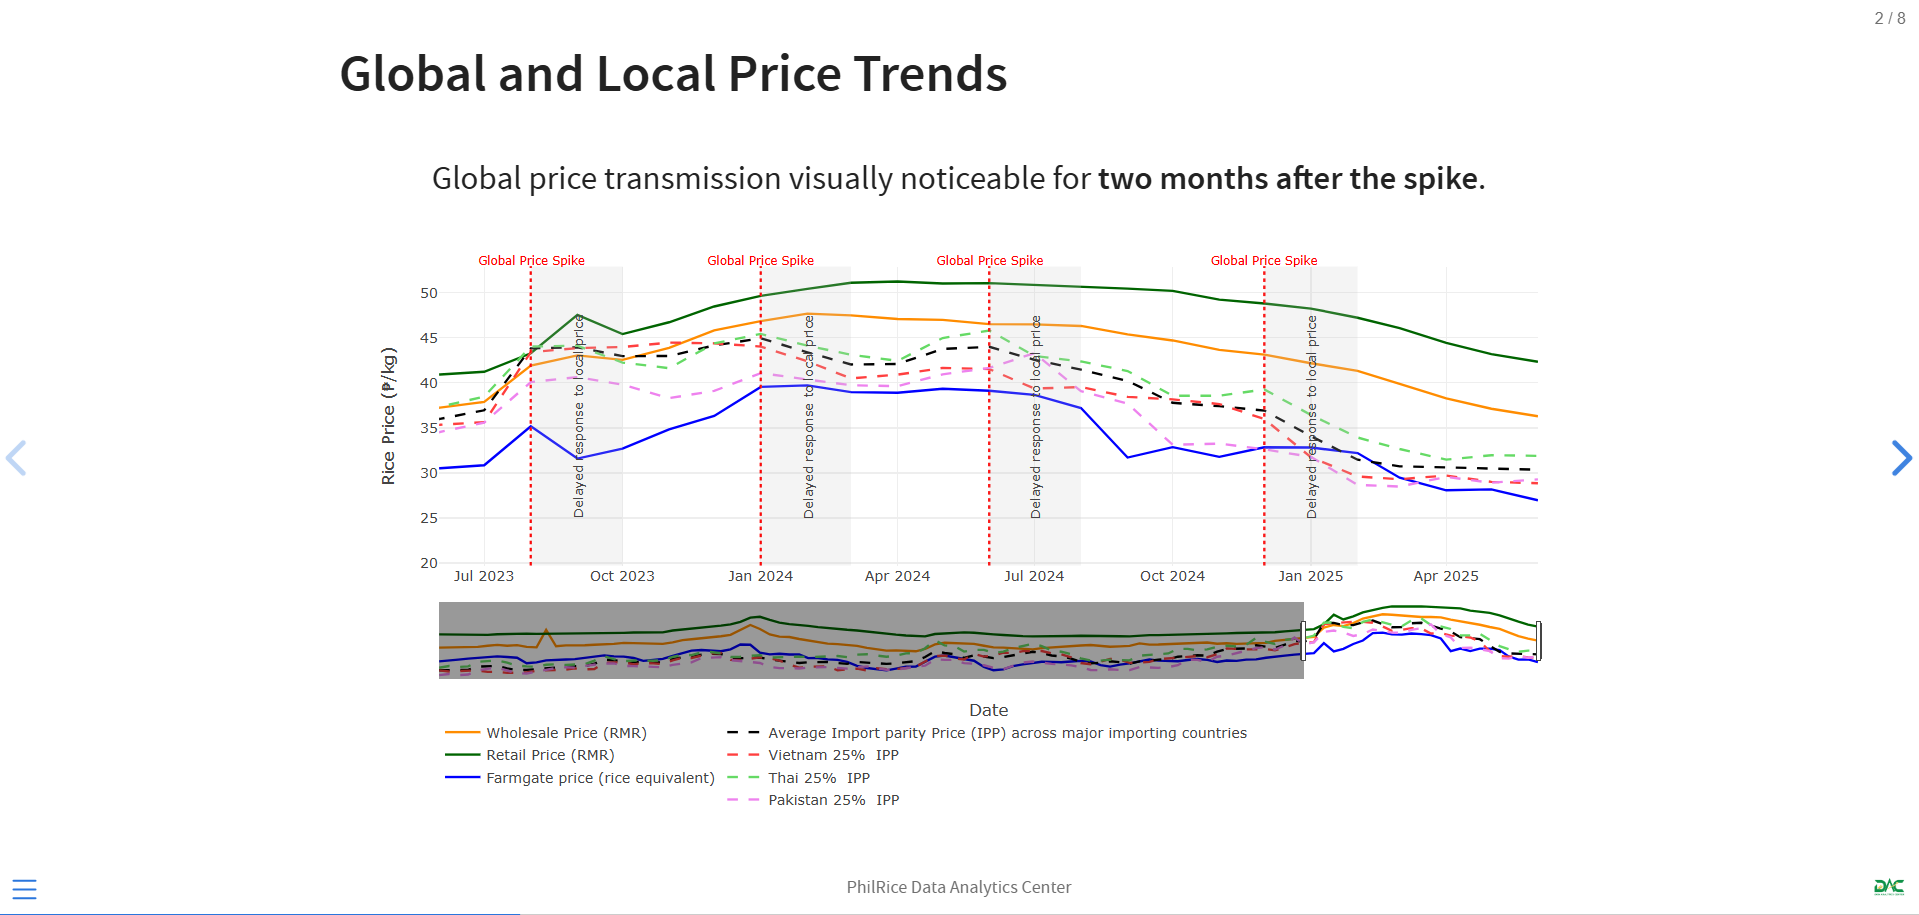 2 / 8
Global and Local Price Trends
Global price transmission visually noticeable for two months after the spike.
Global Price Spike
Global Price Spike
Global Price Spike
Global Price Spike
Rice Price (₱/kg)
50
45
40
35
30
25
20
Delayed response to local price
Delayed response to local price
Delayed response to local price
Delayed response to local price
Jul 2023
Oct 2023
Jan 2024
Apr 2024
Jul 2024
Oct 2024
Jan 2025
Apr 2025
Date
Wholesale Price (RMR)
Retail Price (RMR)
Farmgate price (rice equivalent)
Average Import parity Price (IPP) across major importing countries
Vietnam 25% IPP
Thai 25% IPP
Pakistan 25% IPP
PhilRice Data Analytics Center
DAC